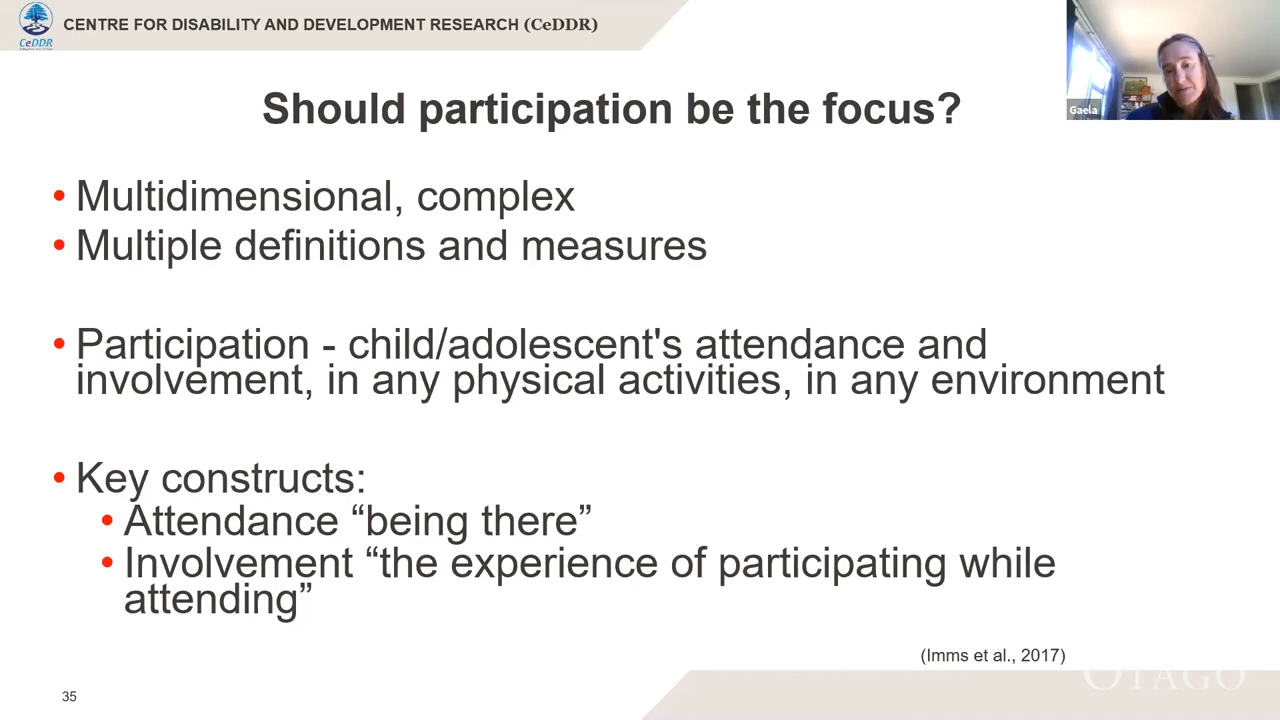 CeDDR
CENTRE FOR DISABILITY AND DEVELOPMENT RESEARCH (CeDDR)
Gaela
Should participation be the focus?
• Multidimensional, complex
• Multiple definitions and measures
• Participation - child/adolescent's attendance and
involvement, in any physical activities, in any environment
• Key constructs:
• Attendance “being there”
• Involvement “the experience of participating while
attending”
(Imms et al., 2017)
OTAGO
35